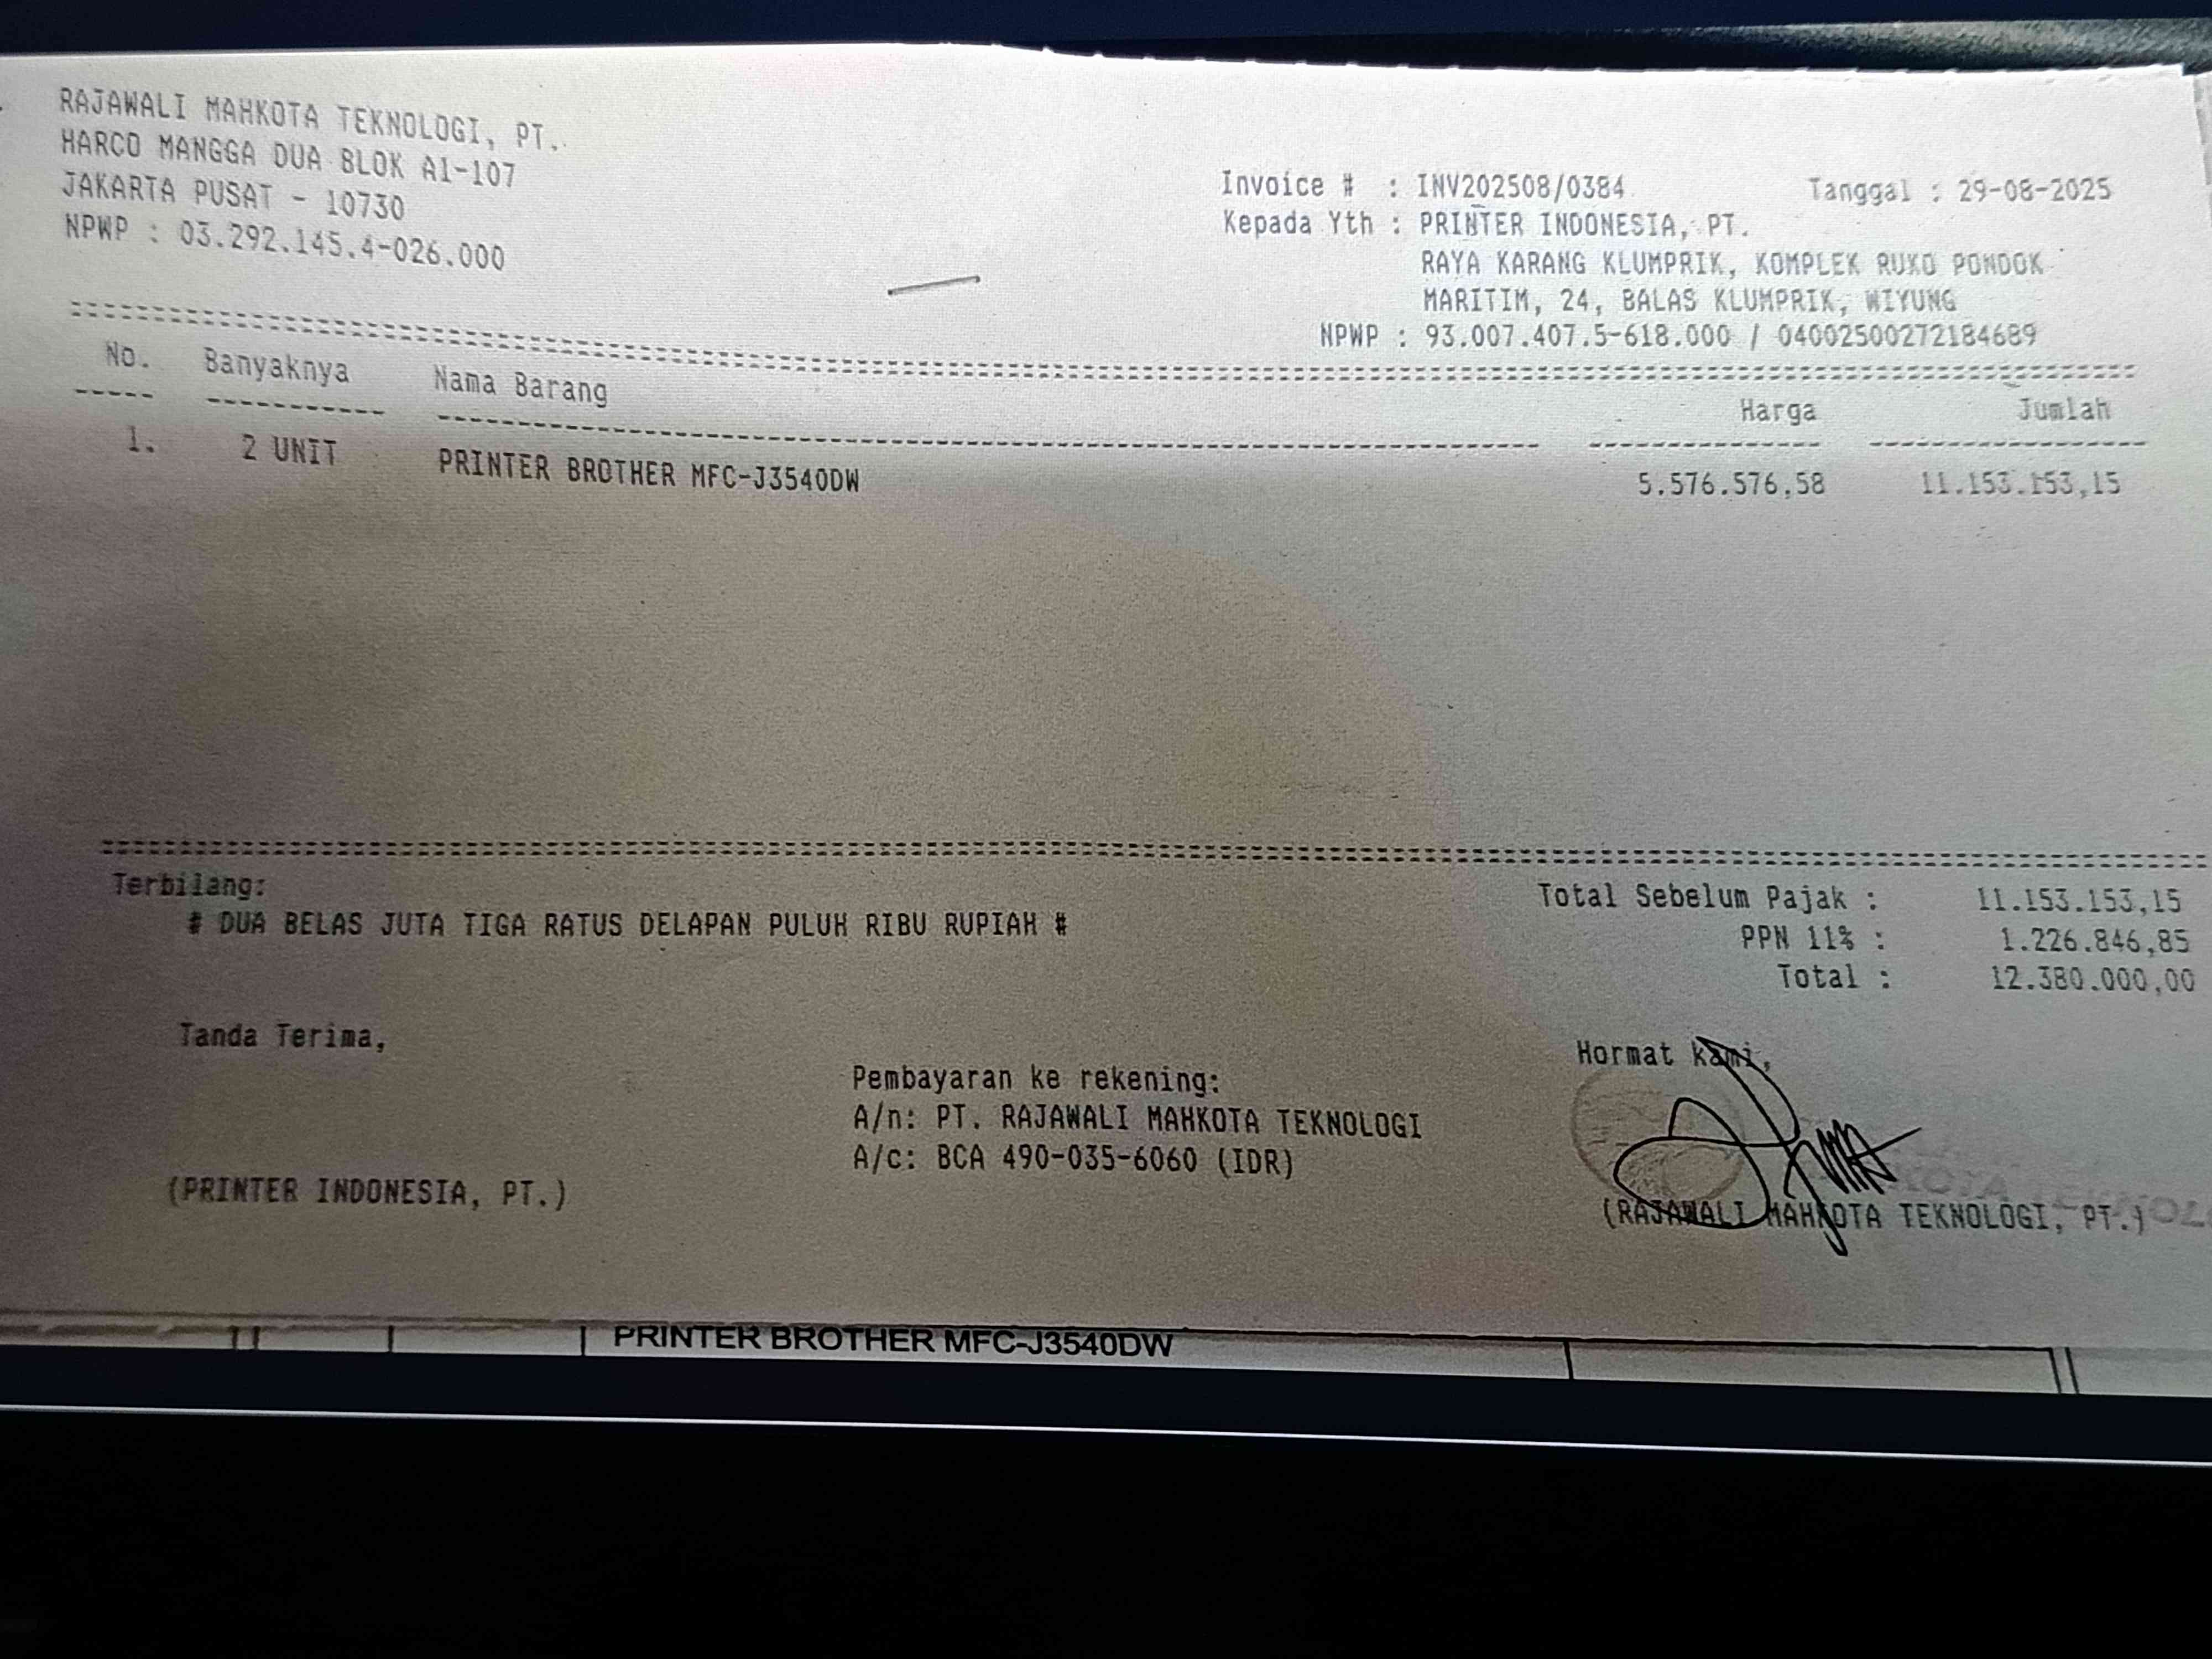 RAJAWALI MAHKOTA TEKNOLOGI, PT.
HARCO MANGGA DUA BLOK A1-107
JAKARTA PUSAT - 10730
NPWP : 03.292.145.4-026.000
Invoice # : INV202508/0384 Tanggal : 29-08-2025
Kepada Yth : PRINTER INDONESIA, PT.
RAYA KARANG KLUMPRIK, KOMPLEK RUKO PONDOK
MARITIM, 24, BALAS KLUMPRIK, WIYUNG
NPWP : 93.007.407.5-618.000 / 04002500272184689
No. Banyaknya Nama Barang Harga Jumlah
1. 2 UNIT PRINTER BROTHER MFC-J3540DW 5.576.576,58 11.153.153,15
Terbilang:
# DUA BELAS JUTA TIGA RATUS DELAPAN PULUH RIBU RUPIAH #
Total Sebelum Pajak : 11.153.153,15
PPN 11% : 1.226.846,85
Total : 12.380.000,00
Tanda Terima,
(PRINTER INDONESIA, PT.)
Pembayaran ke rekening:
A/n: PT. RAJAWALI MAHKOTA TEKNOLOGI
A/c: BCA 490-035-6060 (IDR)
Hormat kami,
(RAJAWALI MAHKOTA TEKNOLOGI, PT.)
PRINTER BROTHER MFC-J3540DW